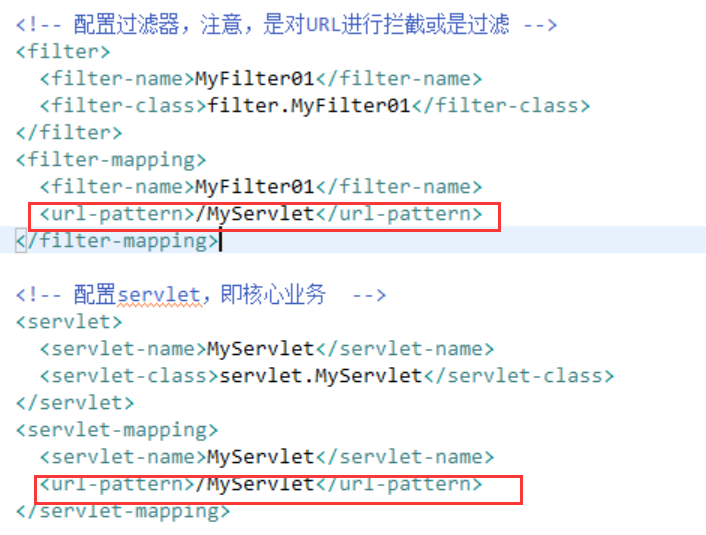 <!-- 配置过滤器，注意，是对URL进行拦截或是过滤 -->
<filter>
<filter-name>MyFilter01</filter-name>
<filter-class>filter.MyFilter01</filter-class>
</filter>
<filter-mapping>
<filter-name>MyFilter01</filter-name>
<url-pattern>/MyServlet</url-pattern>
</filter-mapping>
<!-- 配置servlet，即核心业务  -->
<servlet>
<servlet-name>MyServlet</servlet-name>
<servlet-class>servlet.MyServlet</servlet-class>
</servlet>
<servlet-mapping>
<servlet-name>MyServlet</servlet-name>
<url-pattern>/MyServlet</url-pattern>
</servlet-mapping>